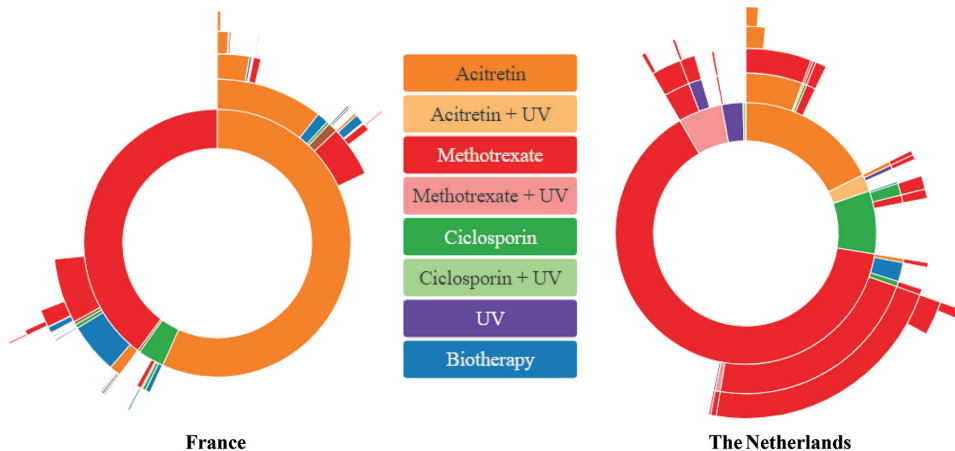 Acitretin
Acitretin + UV
Methotrexate
Methotrexate + UV
Ciclosporin
Ciclosporin + UV
UV
Biotherapy
France
The Netherlands